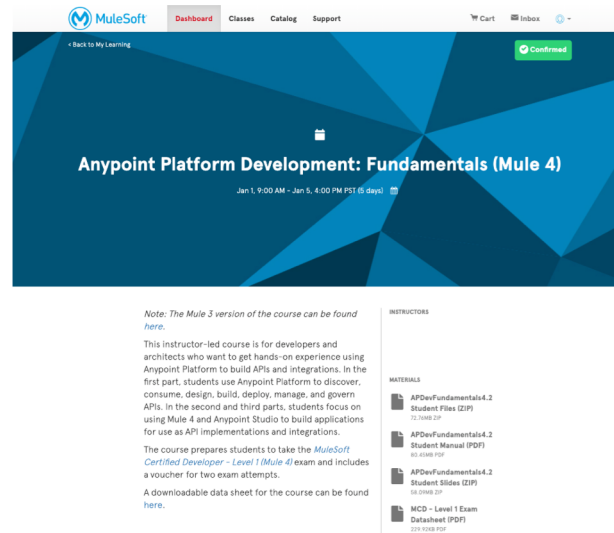 MuleSoft
Dashboard Classes Catalog Support Cart Inbox
< Back to My Learning
Confirmed
Anypoint Platform Development: Fundamentals (Mule 4)
Jan 1, 9:00 AM - Jan 5, 4:00 PM PST (5 days)
Note: The Mule 3 version of the course can be found
here.
This instructor-led course is for developers and
architects who want to get hands-on experience using
Anypoint Platform to build APIs and integrations. In the
first part, students use Anypoint Platform to discover,
consume, design, build, deploy, manage, and govern
APIs. In the second and third parts, students focus on
using Mule 4 and Anypoint Studio to build applications
for use as API implementations and integrations.
The course prepares students to take the MuleSoft
Certified Developer - Level 1 (Mule 4) exam and includes
a voucher for two exam attempts.
A downloadable data sheet for the course can be found
here.
INSTRUCTORS
MATERIALS
APDevFundamentals4.2
Student Files (ZIP)
72.76MB ZIP
APDevFundamentals4.2
Student Manual (PDF)
80.45MB PDF
APDevFundamentals4.2
Student Slides (ZIP)
58.09MB ZIP
MCD - Level 1 Exam
Datasheet (PDF)
229.92KB PDF